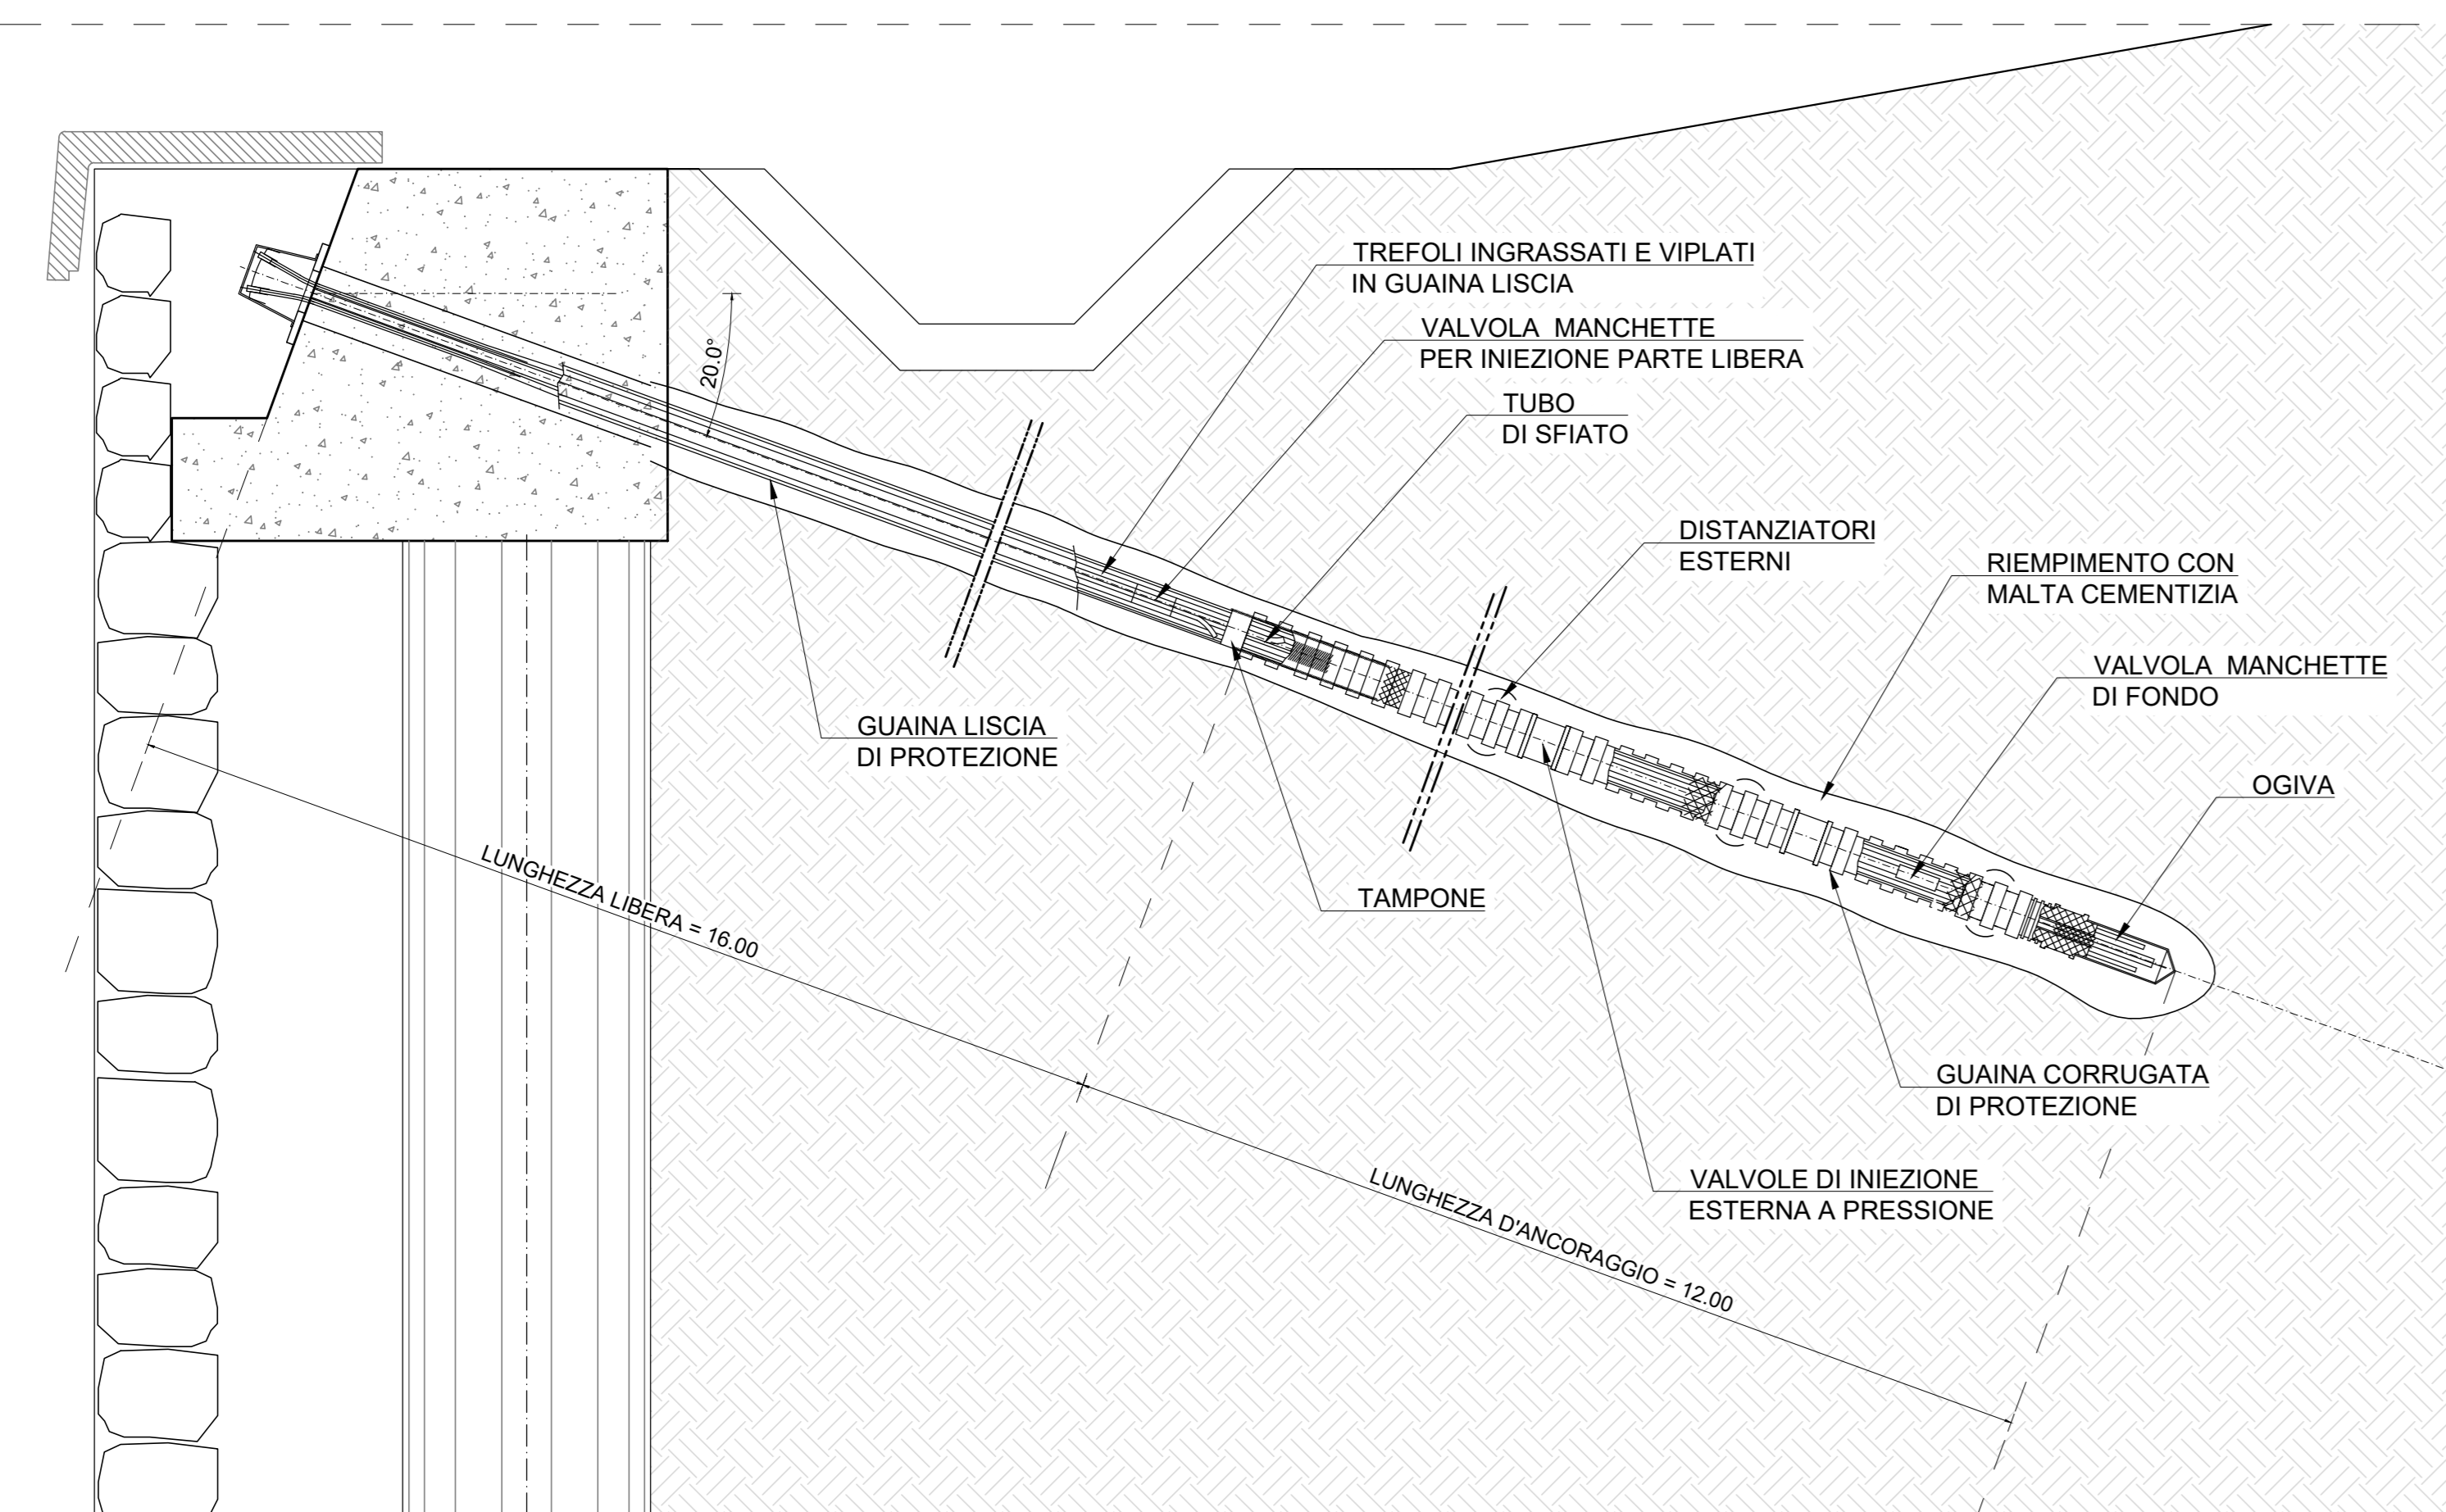 TREFOLI INGRASSATI E VIPLATI
IN GUAINA LISCIA
VALVOLA MANCHETTE
PER INIEZIONE PARTE LIBERA
20.0°
TUBO
DI SFIATO
DISTANZIATORI
ESTERNI
RIEMPIMENTO CON
MALTA CEMENTIZIA
VALVOLA MANCHETTE
DI FONDO
GUAINA LISCIA
DI PROTEZIONE
OGIVA
TAMPONE
LUNGHEZZA LIBERA = 16.00
GUAINA CORRUGATA
DI PROTEZIONE
VALVOLE DI INIEZIONE
ESTERNA A PRESSIONE
LUNGHEZZA D'ANCORAGGIO = 12.00